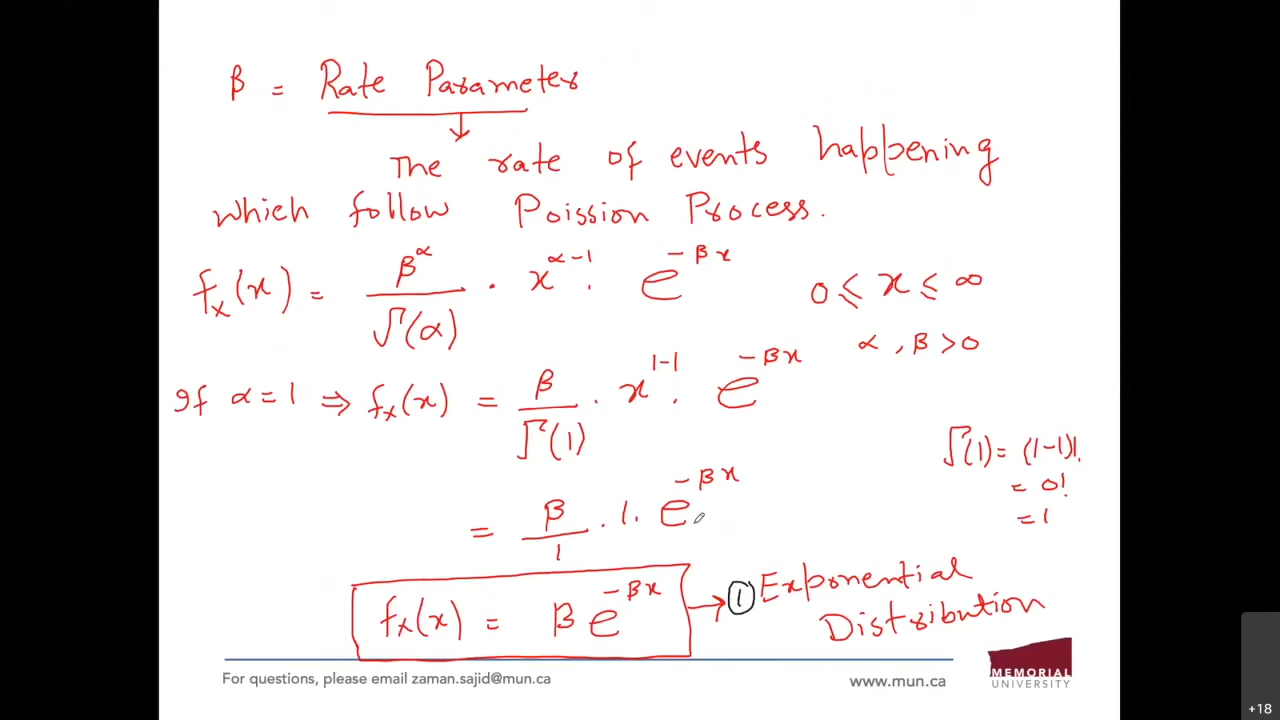 β = Rate Parameter
The rate of events happening
which follow Poission Process.
fx(x) = β^α / Γ(α) · x^(α-1) · e^(-βx)    0 ≤ x ≤ ∞
α, β > 0
If α = 1 ⇒ fx(x) = β / Γ(1) · x^(1-1) · e^(-βx)
Γ(1) = (1-1)!
= 0!
= 1
= β / 1 · 1 · e^(-βx)
fx(x) = β e^(-βx) → ① Exponential
Distribution
For questions, please email zaman.sajid@mun.ca
www.mun.ca
MEMORIAL
UNIVERSITY
+18